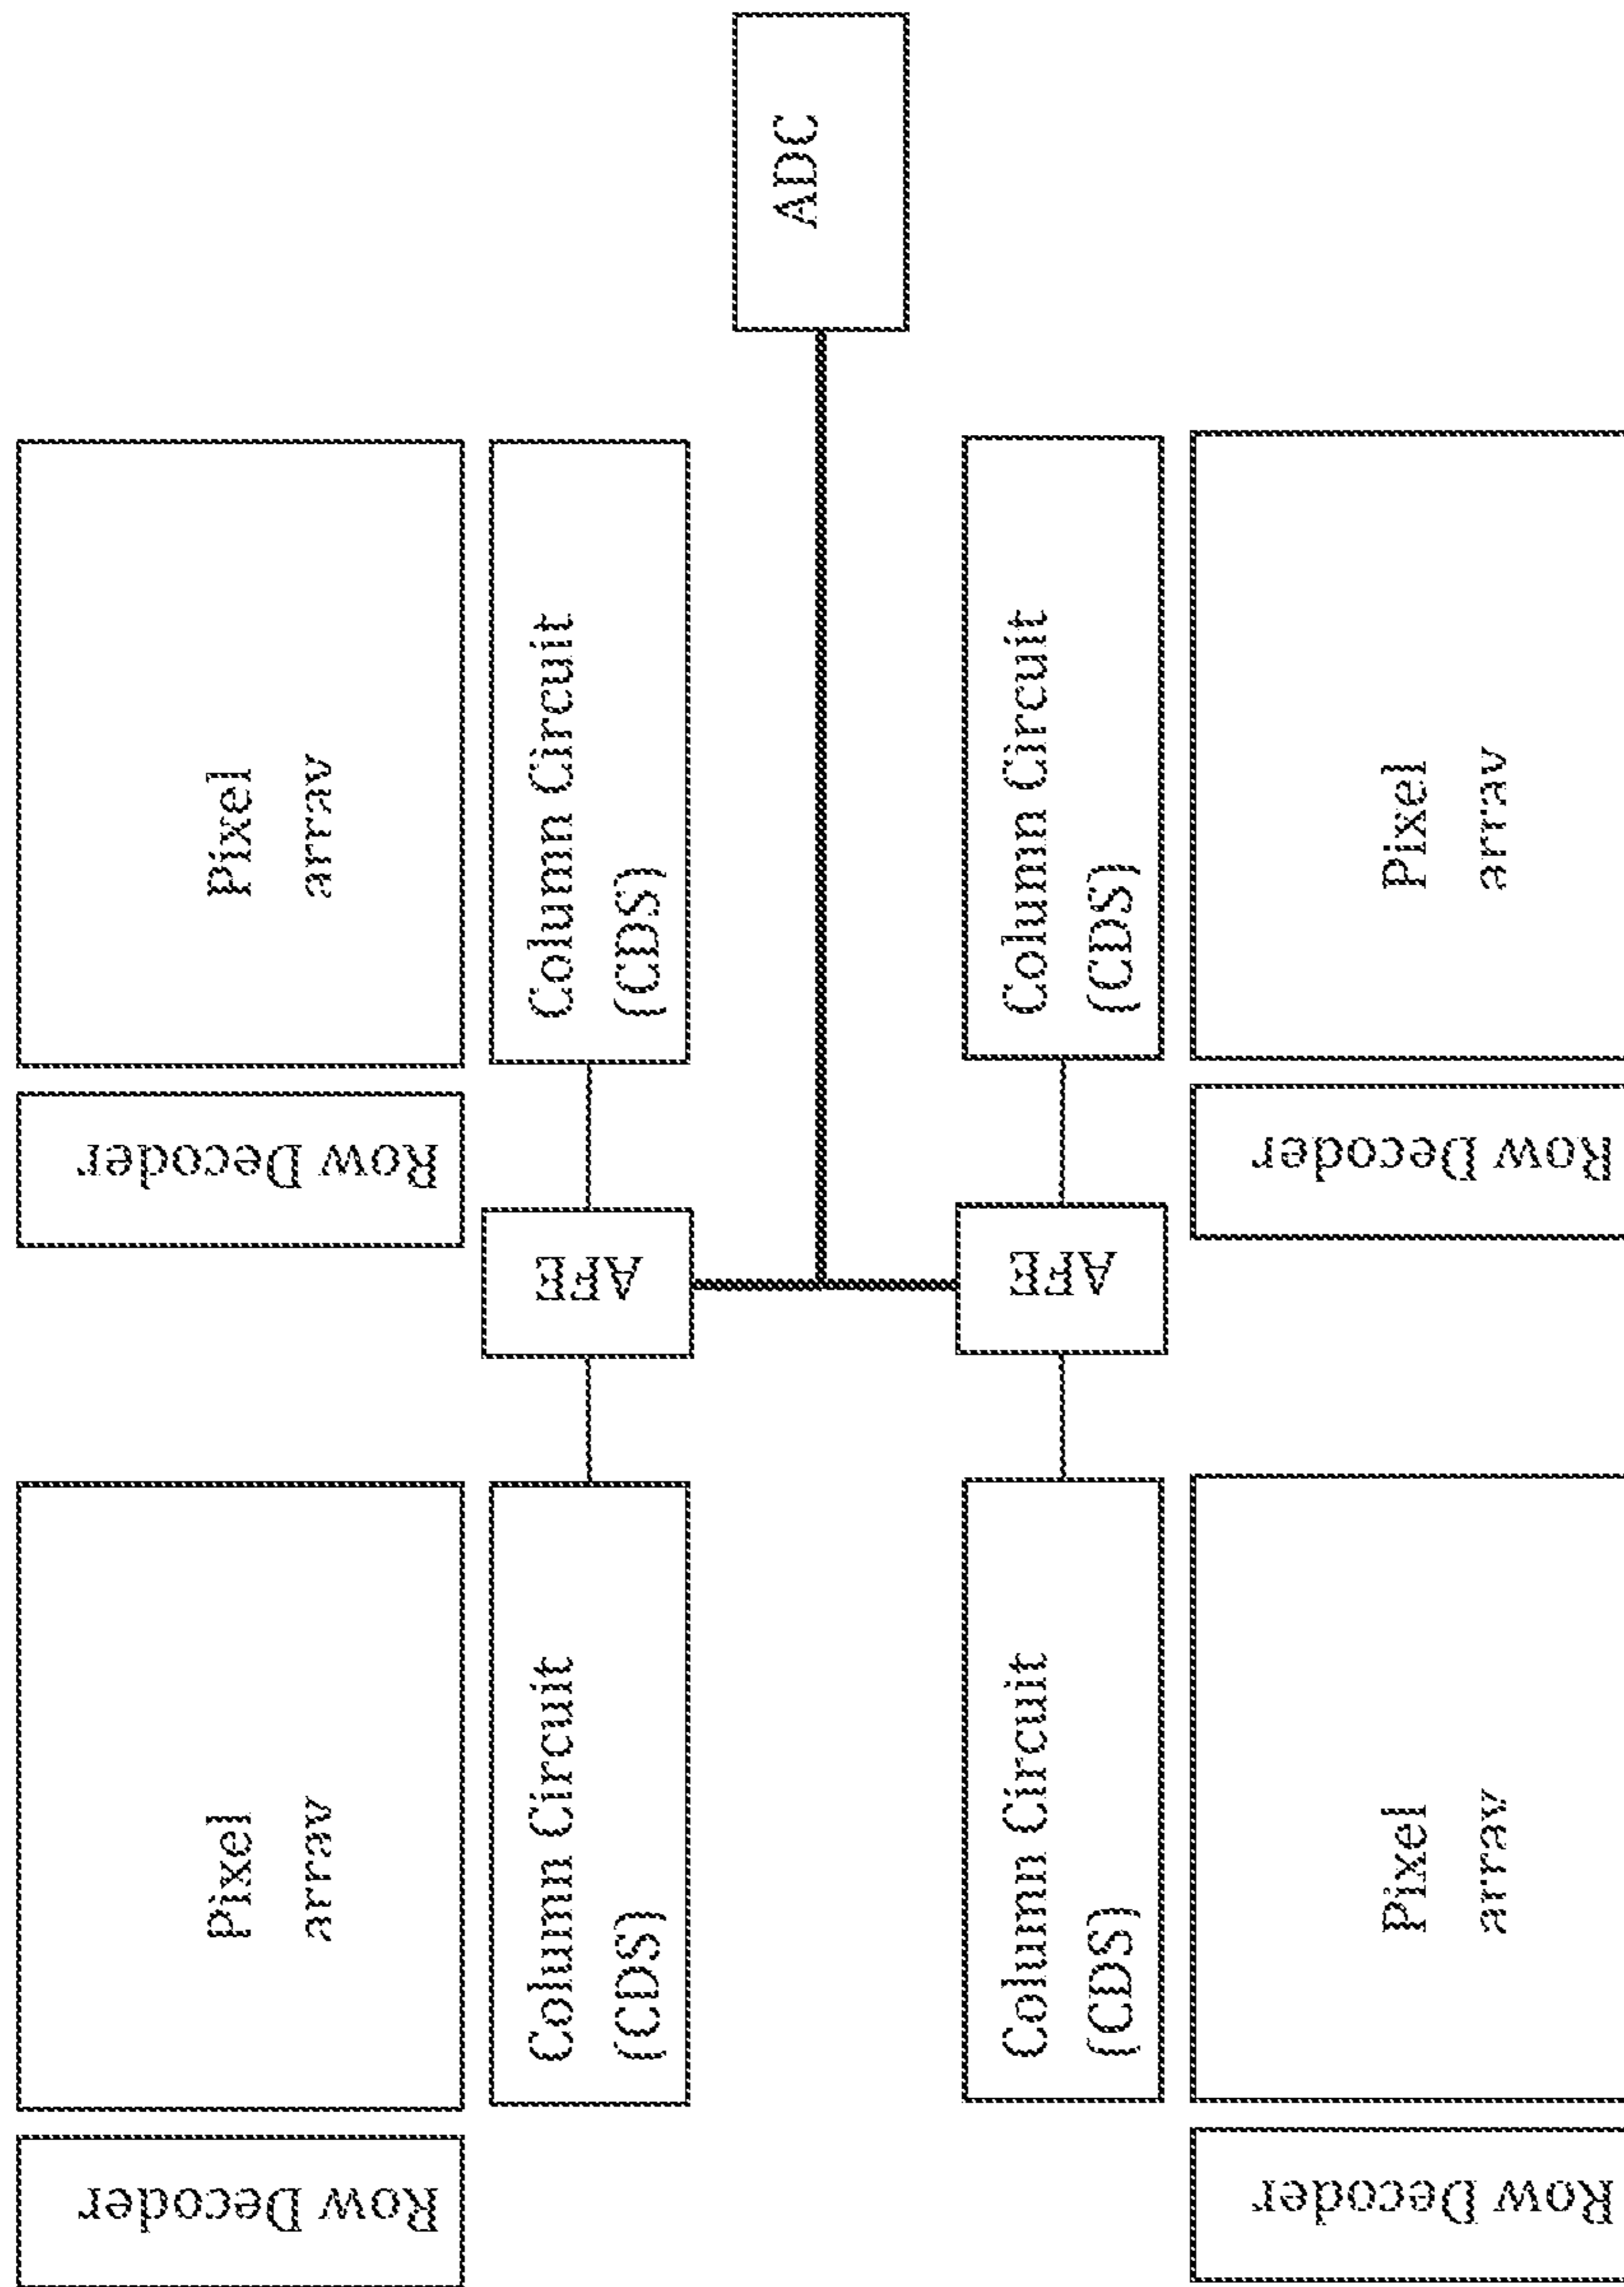 Row Decoder
Pixel
array
Row Decoder
Pixel
array
Column Circuit
(CDS)
AFE
Column Circuit
(CDS)
ADC
Column Circuit
(CDS)
AFE
Column Circuit
(CDS)
Row Decoder
Pixel
array
Row Decoder
Pixel
array